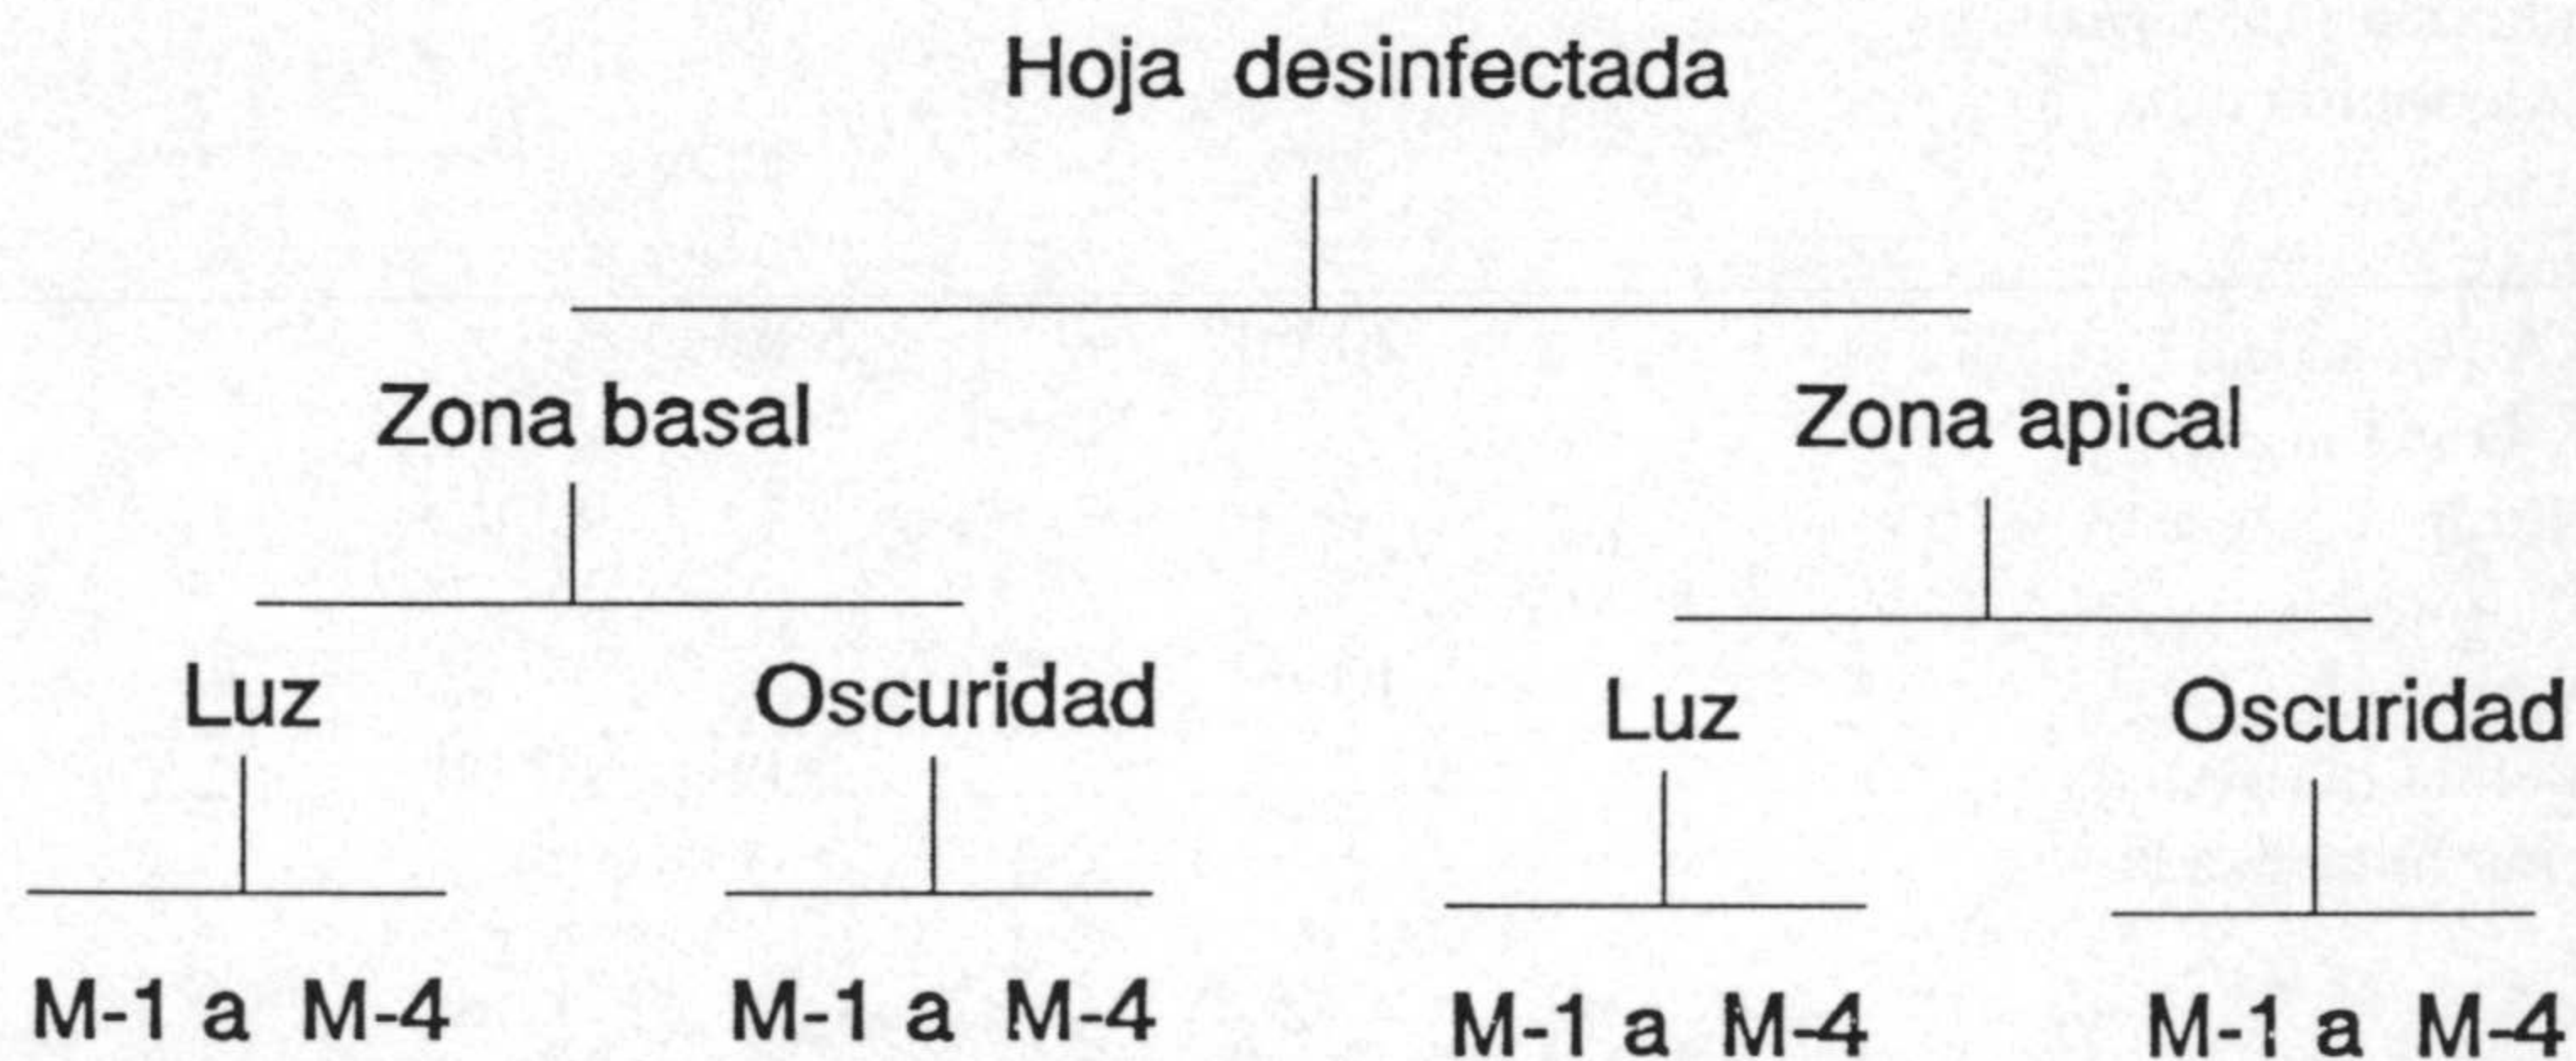 Hoja desinfectada
Zona basal Zona apical
Luz Oscuridad Luz Oscuridad
M-1 a M-4 M-1 a M-4 M-1 a M-4 M-1 a M-4